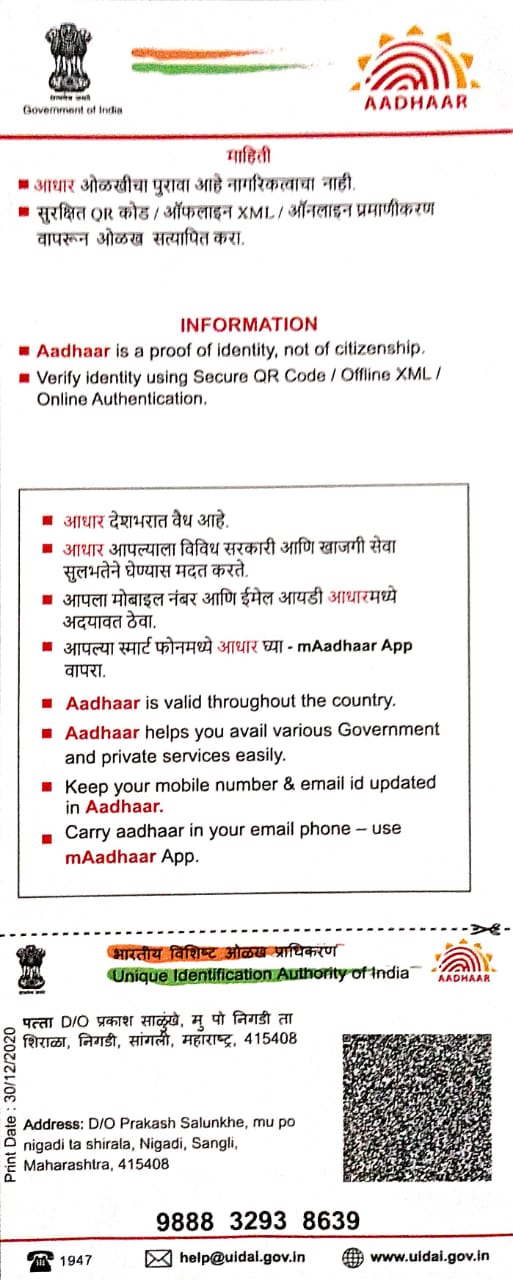 Government of India
AADHAAR
माहिती
आधार ओळखीचा पुरावा आहे नागरिकत्वाचा नाही.
सुरक्षित QR कोड / ऑफलाइन XML / ऑनलाइन प्रमाणीकरण
वापरून ओळख सत्यापित करा.
INFORMATION
Aadhaar is a proof of identity, not of citizenship.
Verify identity using Secure QR Code / Offline XML /
Online Authentication.
आधार देशभरात वैध आहे.
आधार आपल्याला विविध सरकारी आणि खाजगी सेवा
सुलभतेने घेण्यास मदत करते.
आपला मोबाइल नंबर आणि ईमेल आयडी आधारमध्ये
अदयावत ठेवा.
आपल्या स्मार्ट फोनमध्ये आधार घ्या - mAadhaar App
वापरा.
Aadhaar is valid throughout the country.
Aadhaar helps you avail various Government
and private services easily.
Keep your mobile number & email id updated
in Aadhaar.
Carry aadhaar in your email phone – use
mAadhaar App.
भारतीय विशिष्ट ओळख प्राधिकरण
Unique Identification Authority of India
AADHAAR
Print Date : 30/12/2020
पत्ता D/O प्रकाश साळुंखे, मु पो निगडी ता
शिराळा, निगडी, सांगली, महाराष्ट्र, 415408
Address: D/O Prakash Salunkhe, mu po
nigadi ta shirala, Nigadi, Sangli,
Maharashtra, 415408
9888 3293 8639
1947
help@uidai.gov.in
www.uidai.gov.in